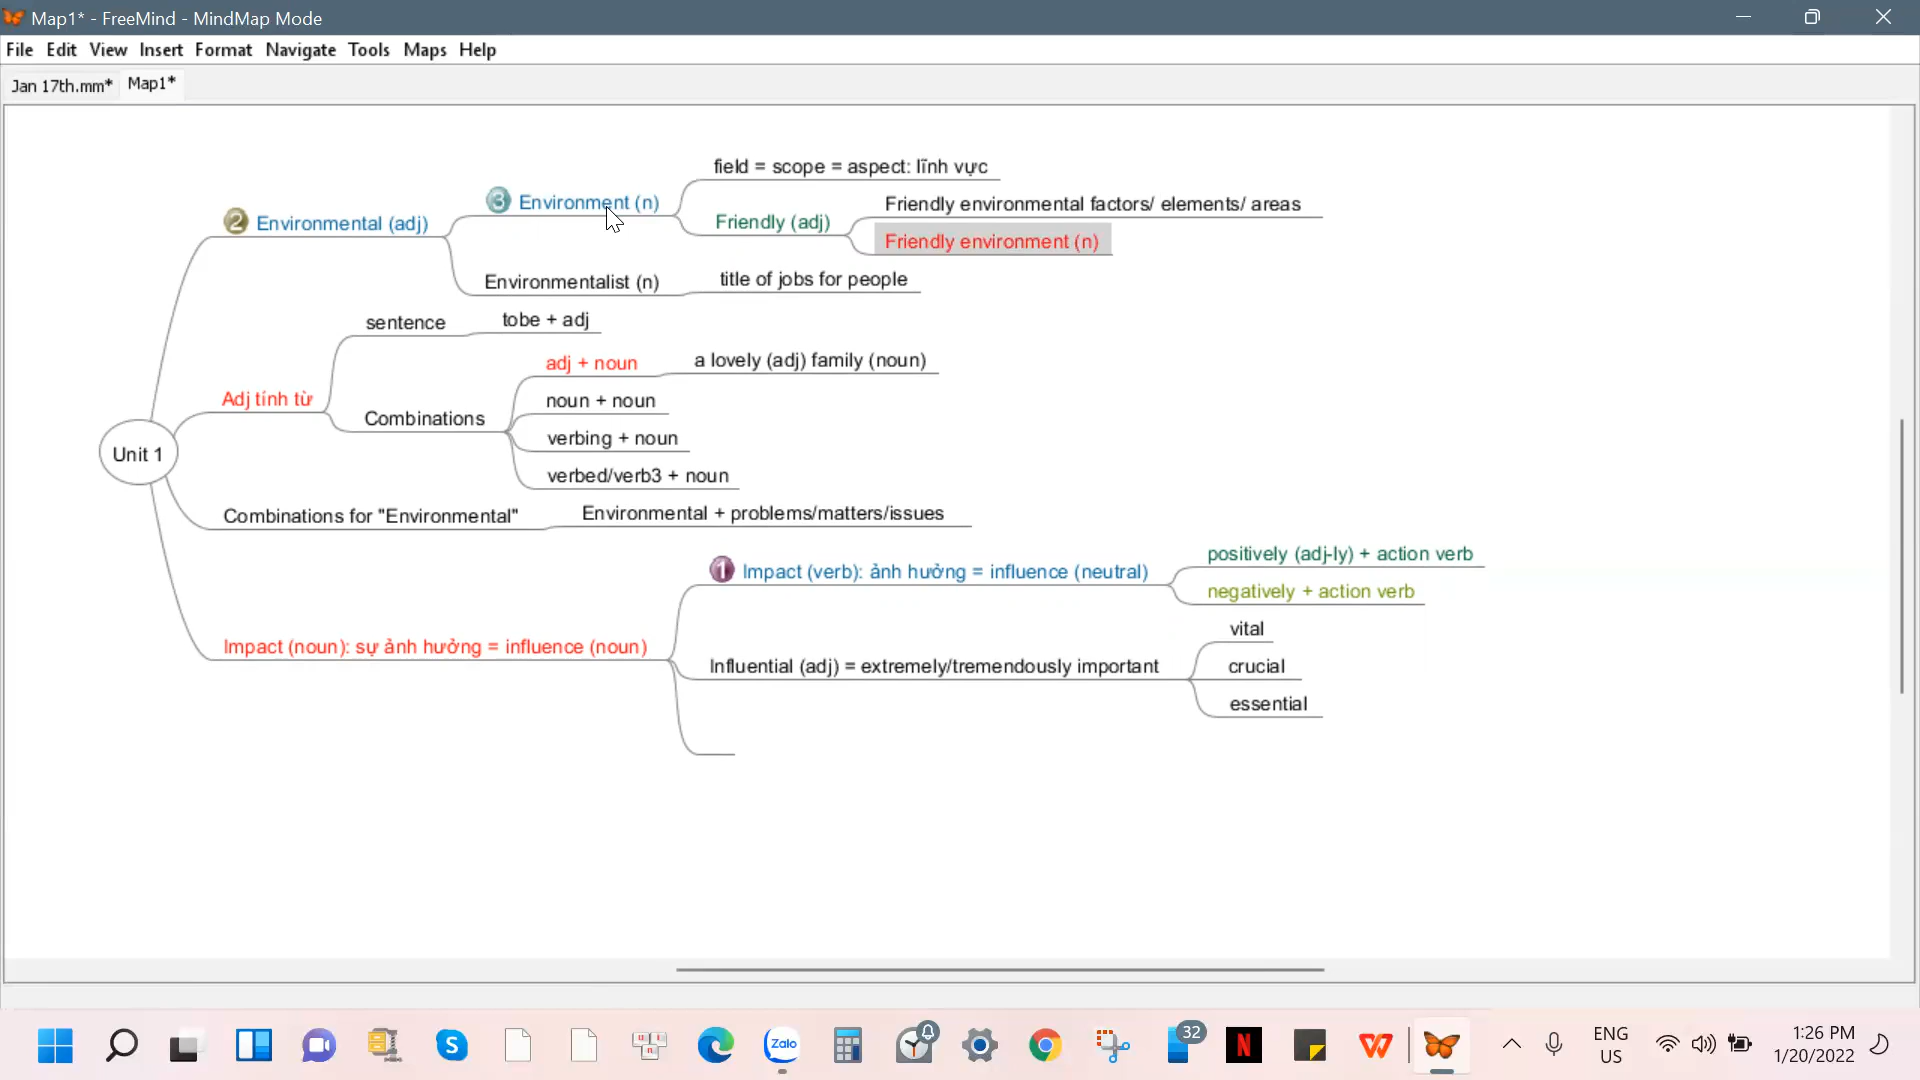 Map1* - FreeMind - MindMap Mode
File Edit View Insert Format Navigate Tools Maps Help
Jan 17th.mm* Map1*
field = scope = aspect: lĩnh vực
3 Environment (n)
Friendly environmental factors/ elements/ areas
2 Environmental (adj)
Friendly (adj)
Friendly environment (n)
Environmentalist (n)
title of jobs for people
sentence
tobe + adj
adj + noun
a lovely (adj) family (noun)
Adj tính từ
noun + noun
Combinations
verbing + noun
Unit 1
verbed/verb3 + noun
Combinations for "Environmental"
Environmental + problems/matters/issues
1 Impact (verb): ảnh hưởng = influence (neutral)
positively (adj-ly) + action verb
negatively + action verb
Impact (noun): sự ảnh hưởng = influence (noun)
vital
Influential (adj) = extremely/tremendously important
crucial
essential
Zalo
32
N
W
ENG
US
1:26 PM
1/20/2022